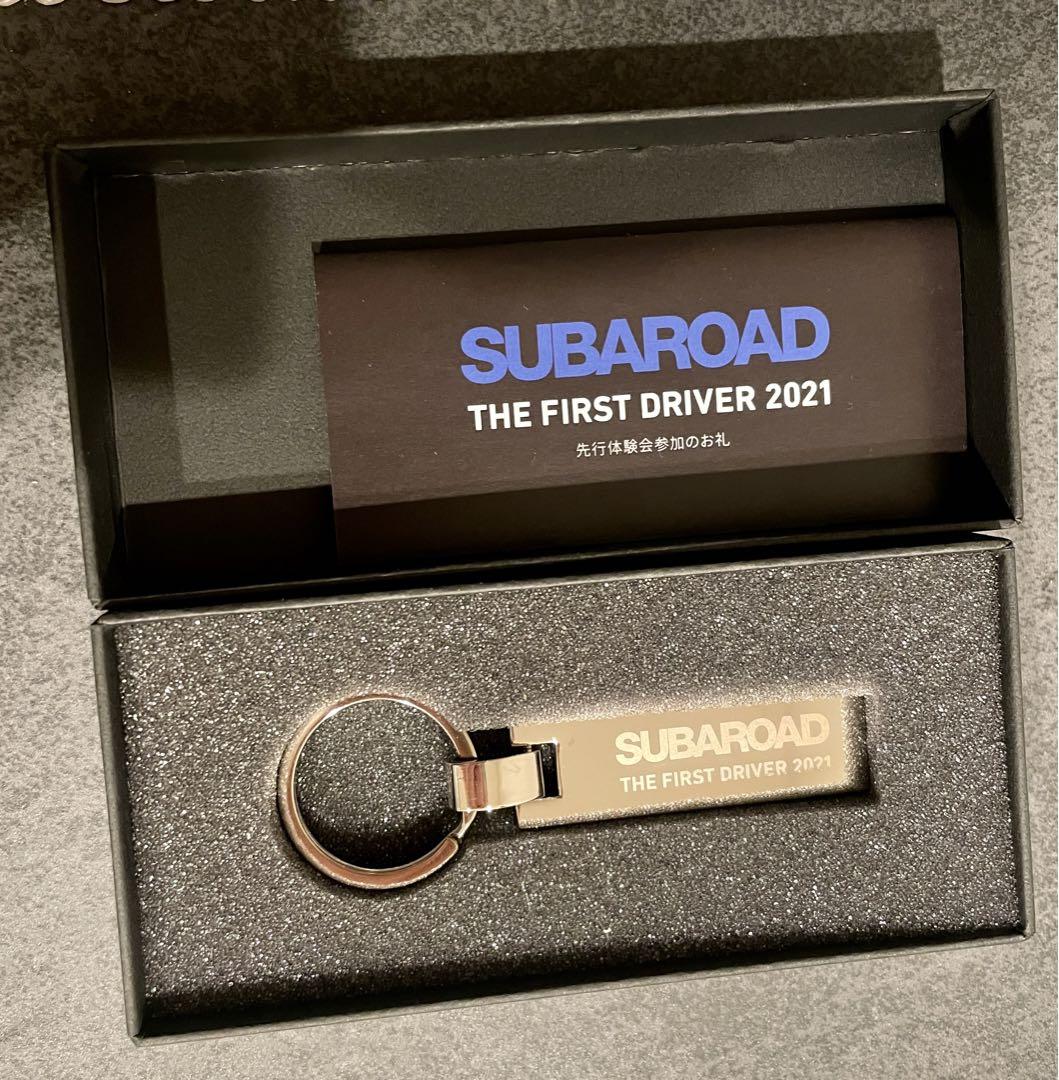 SUBAROAD
THE FIRST DRIVER 2021
先行体験会参加のお礼
SUBAROAD
THE FIRST DRIVER 2021